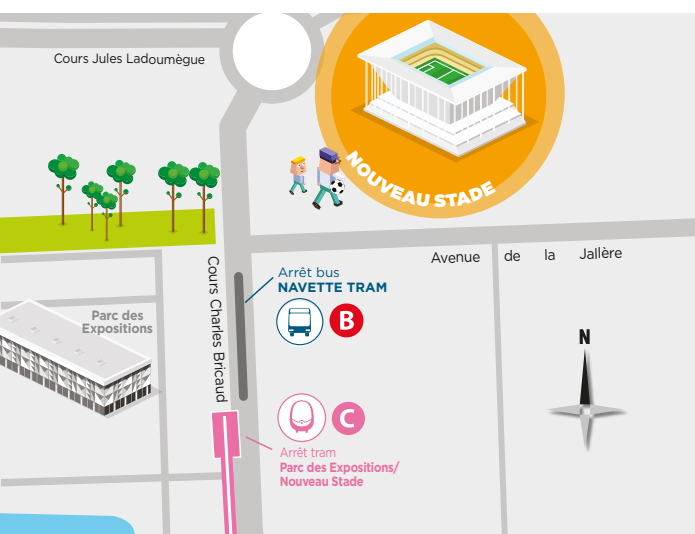 Cours Jules Ladoumègue
NOUVEAU STADE
Avenue de la Jallère
Cours Charles Bricaud
Arrêt bus
NAVETTE TRAM
B
Parc des
Expositions
N
C
Arrêt tram
Parc des Expositions/
Nouveau Stade